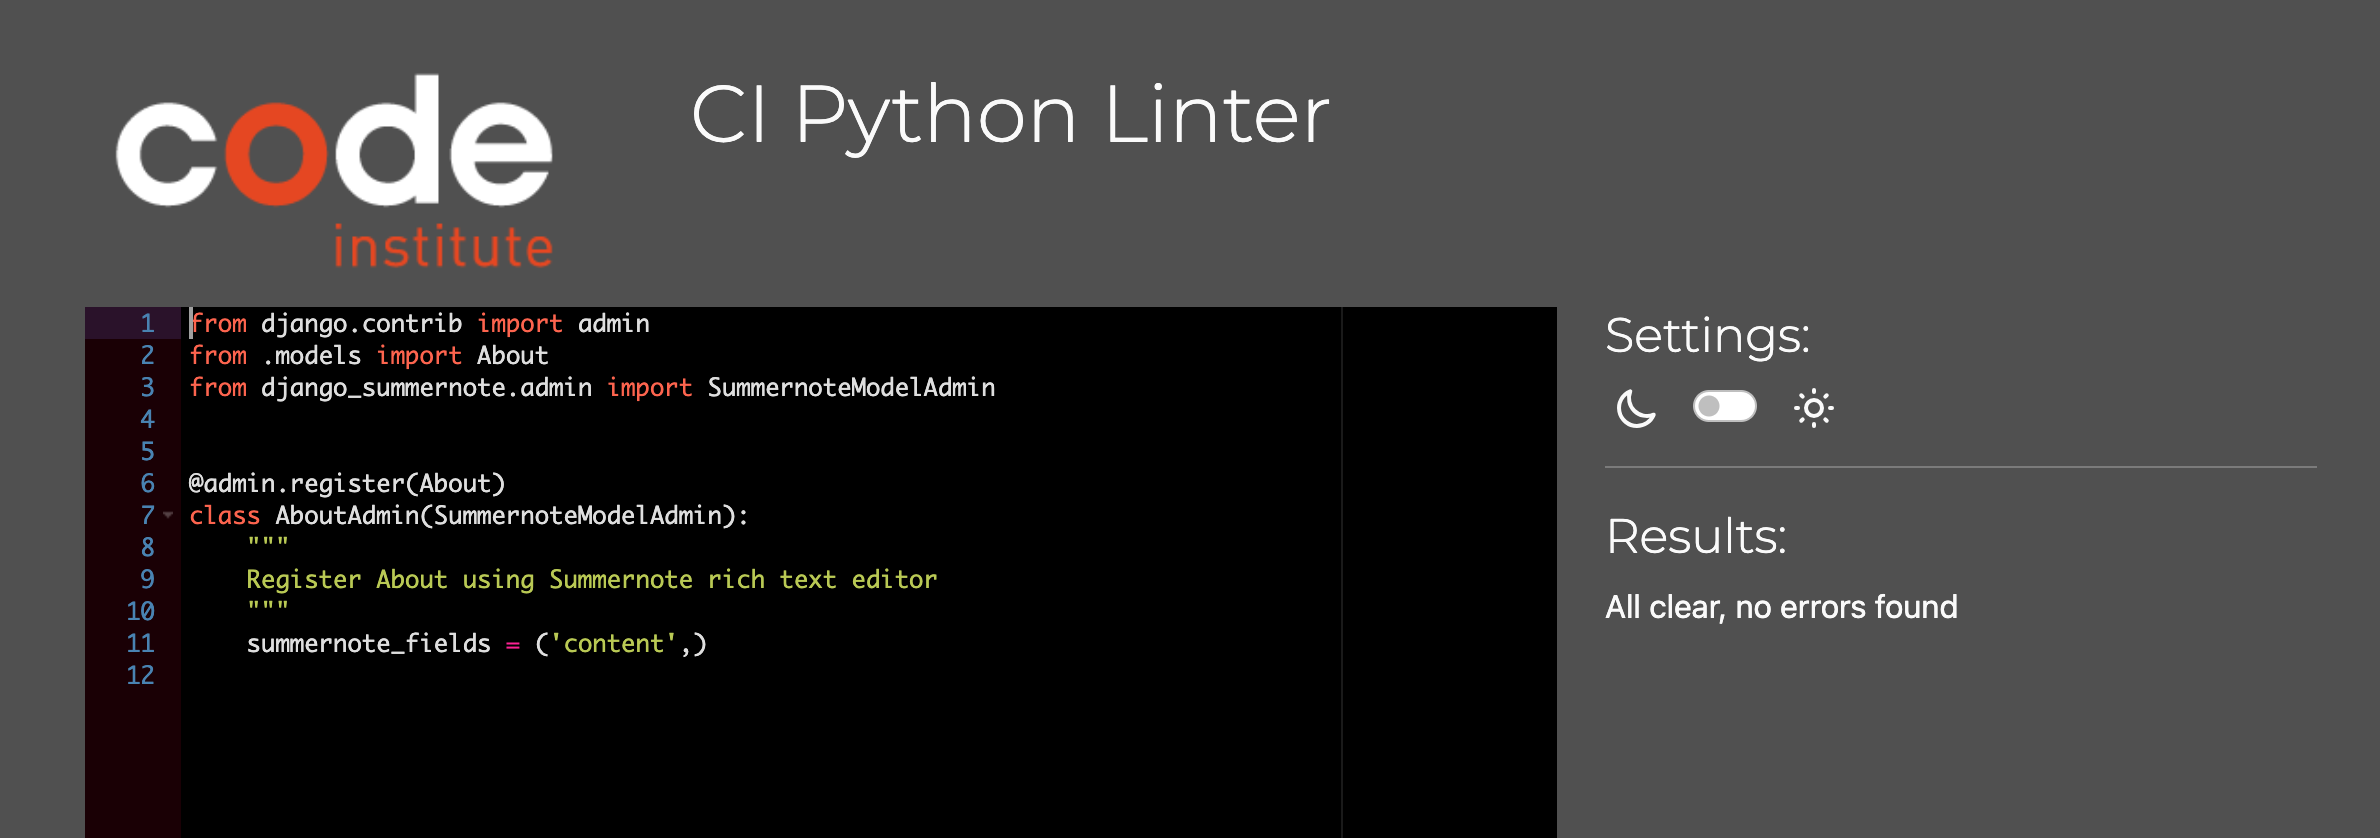 code
institute
CI Python Linter
1 from django.contrib import admin
2 from .models import About
3 from django_summernote.admin import SummernoteModelAdmin
4
5
6 @admin.register(About)
7 class AboutAdmin(SummernoteModelAdmin):
8     """
9     Register About using Summernote rich text editor
10     """
11     summernote_fields = ('content',)
12
Settings:
Results:
All clear, no errors found